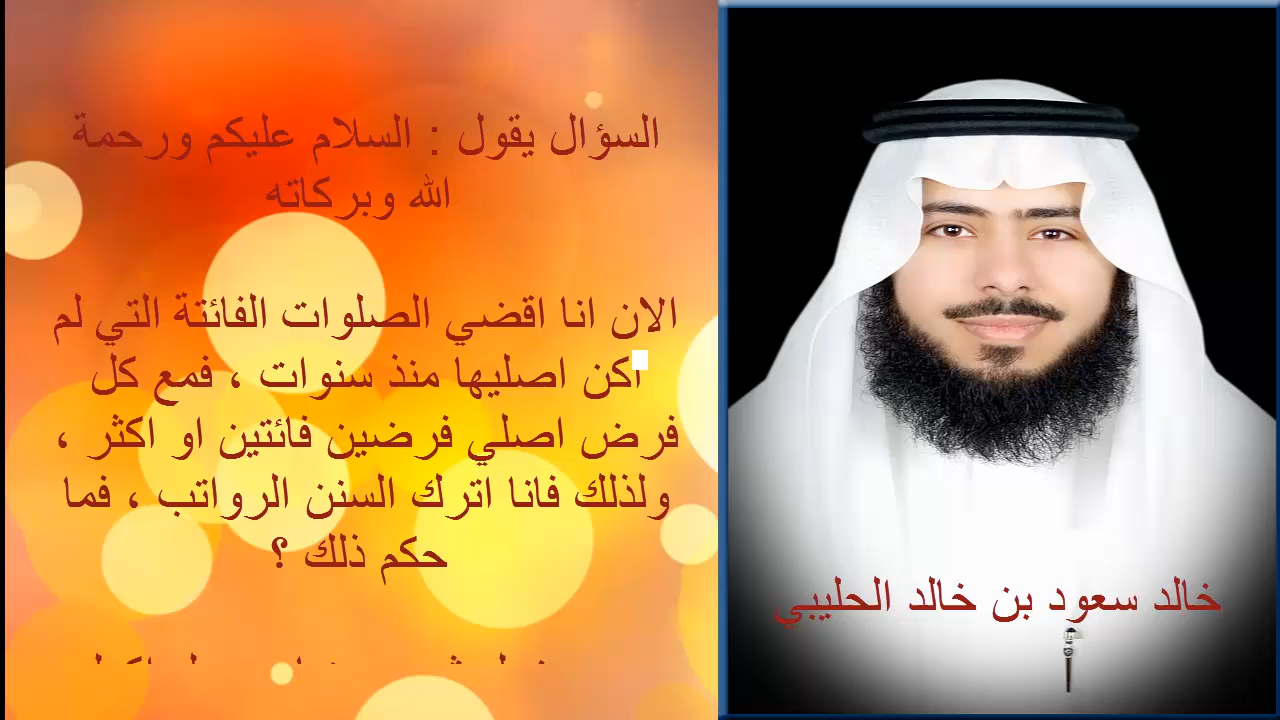 السؤال يقول : السلام عليكم ورحمة
الله وبركاته
الان انا اقضي الصلوات الفائتة التي لم
اكن اصليها منذ سنوات ، فمع كل
فرض اصلي فرضين فائتين او اكثر ،
ولذلك فانا اترك السنن الرواتب ، فما
حكم ذلك ؟
خالد سعود بن خالد الحليبي